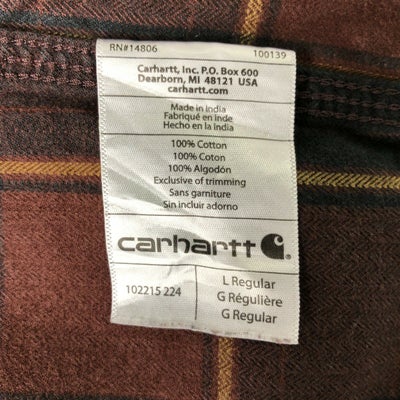 RN#14806 100139
Carhartt, Inc. P.O. Box 600
Dearborn, MI 48121 USA
carhartt.com
Made in India
Fabriqué en Inde
Hecho en la india
100% Cotton
100% Coton
100% Algodón
Exclusive of trimming
Sans garniture
Sin incluir adorno
carhartt
102215 224
L Regular
G Régulière
G Regular